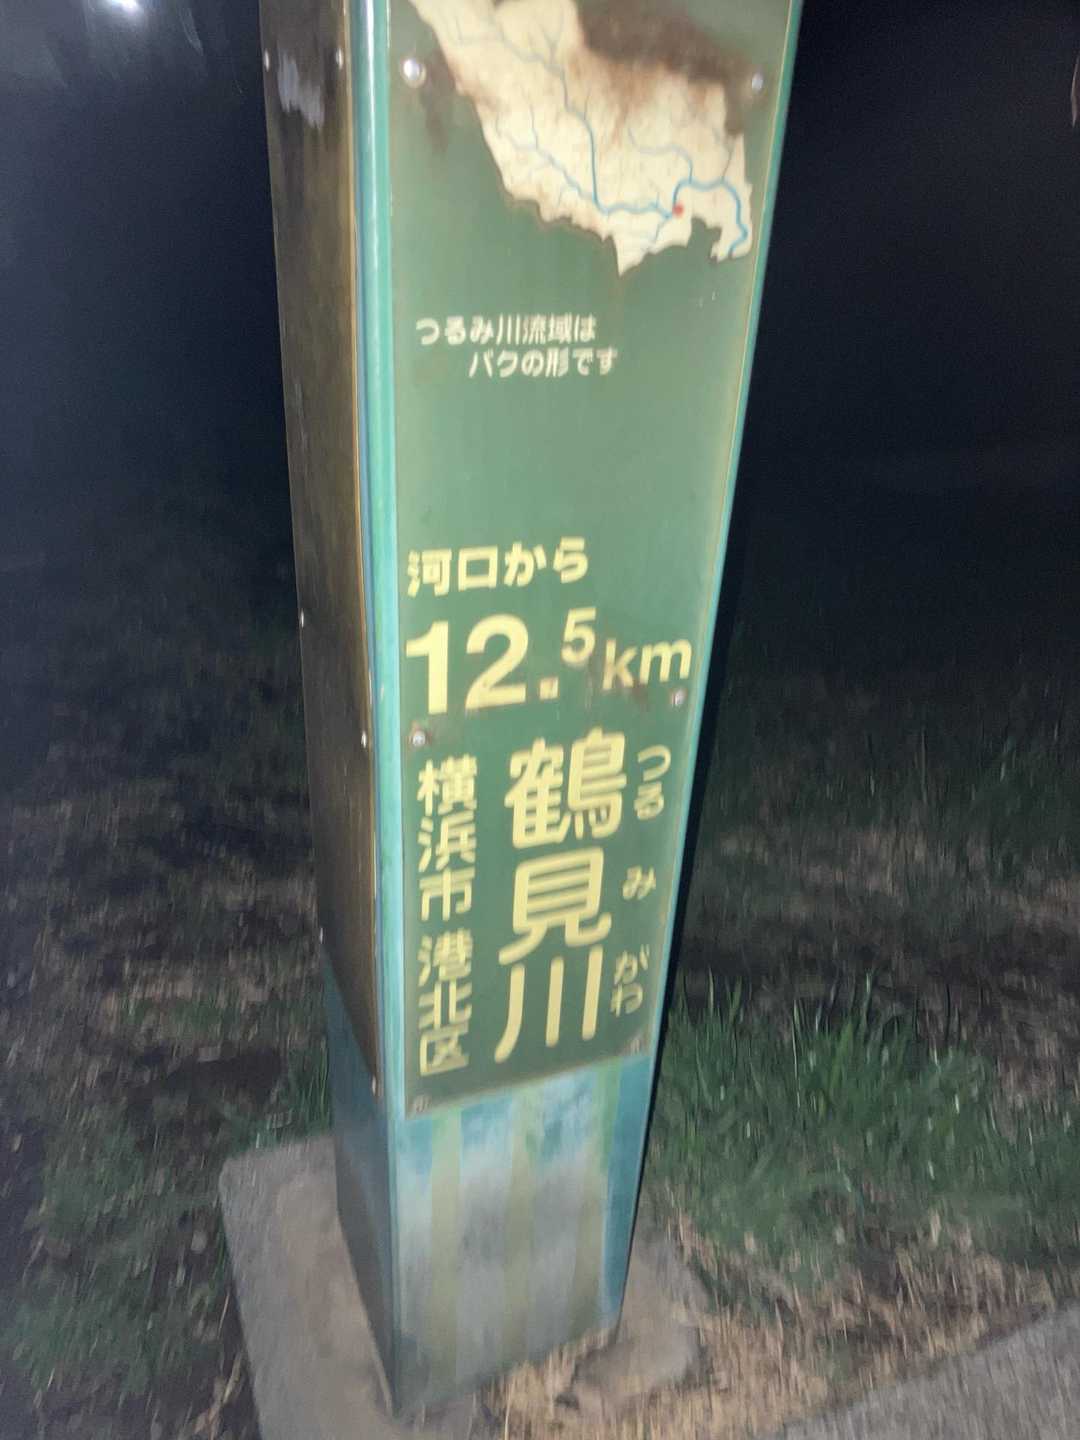 つるみ川流域は
バクの形です
河口から
12.5km
鶴見川
つるみがわ
横浜市港北区